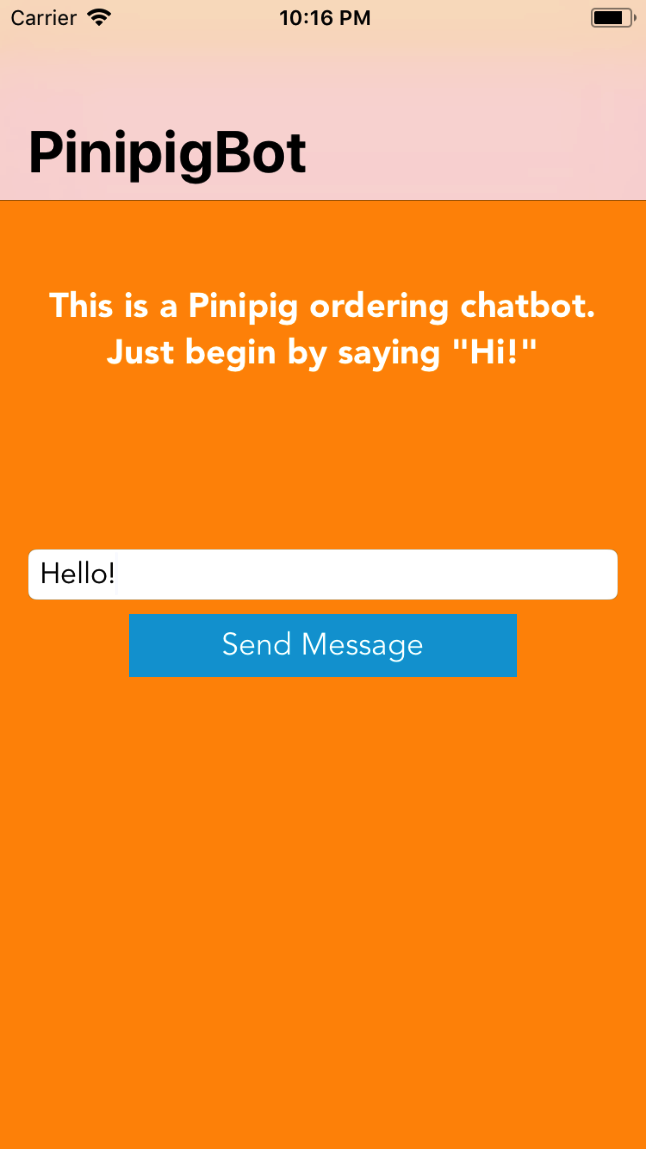 Carrier 10:16 PM
PinipigBot
This is a Pinipig ordering chatbot.
Just begin by saying "Hi!"
Hello!
Send Message